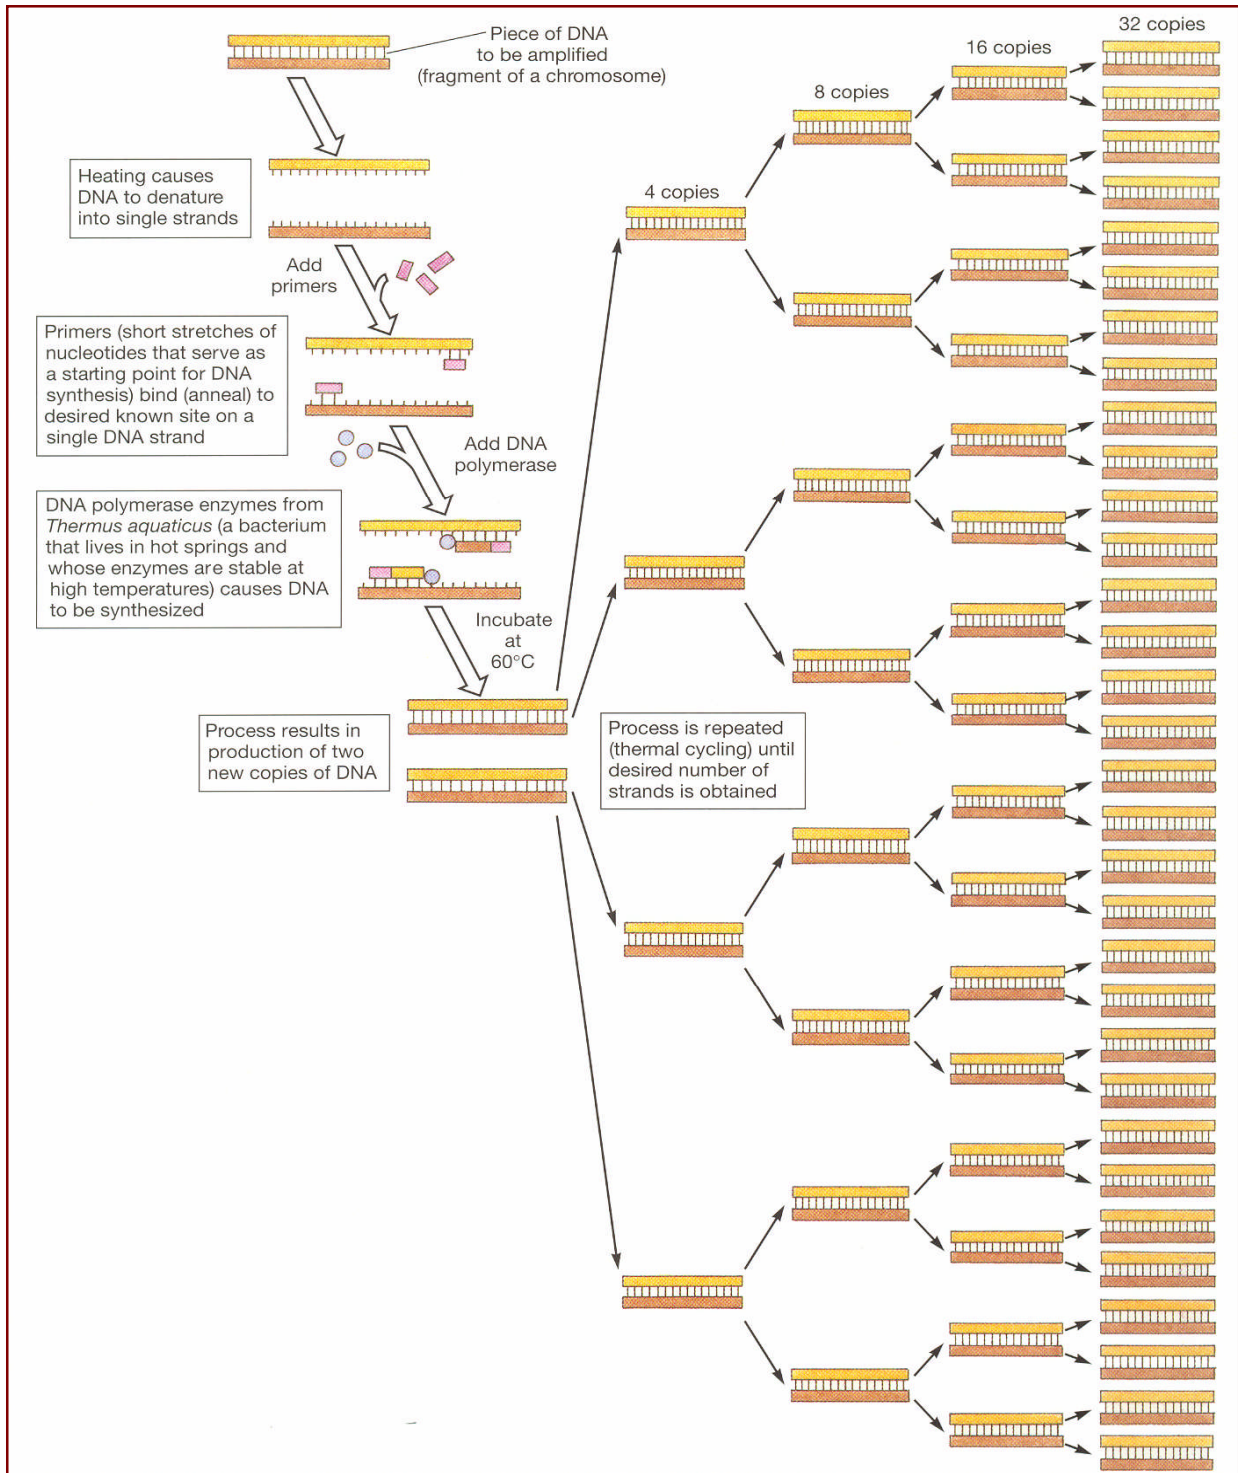 Piece of DNA
to be amplified
(fragment of a chromosome)
Heating causes
DNA to denature
into single strands
Add
primers
Primers (short stretches of
nucleotides that serve as
a starting point for DNA
synthesis) bind (anneal) to
desired known site on a
single DNA strand
Add DNA
polymerase
DNA polymerase enzymes from
Thermus aquaticus (a bacterium
that lives in hot springs and
whose enzymes are stable at
high temperatures) causes DNA
to be synthesized
Incubate
at
60°C
Process results in
production of two
new copies of DNA
Process is repeated
(thermal cycling) until
desired number of
strands is obtained
4 copies
8 copies
16 copies
32 copies